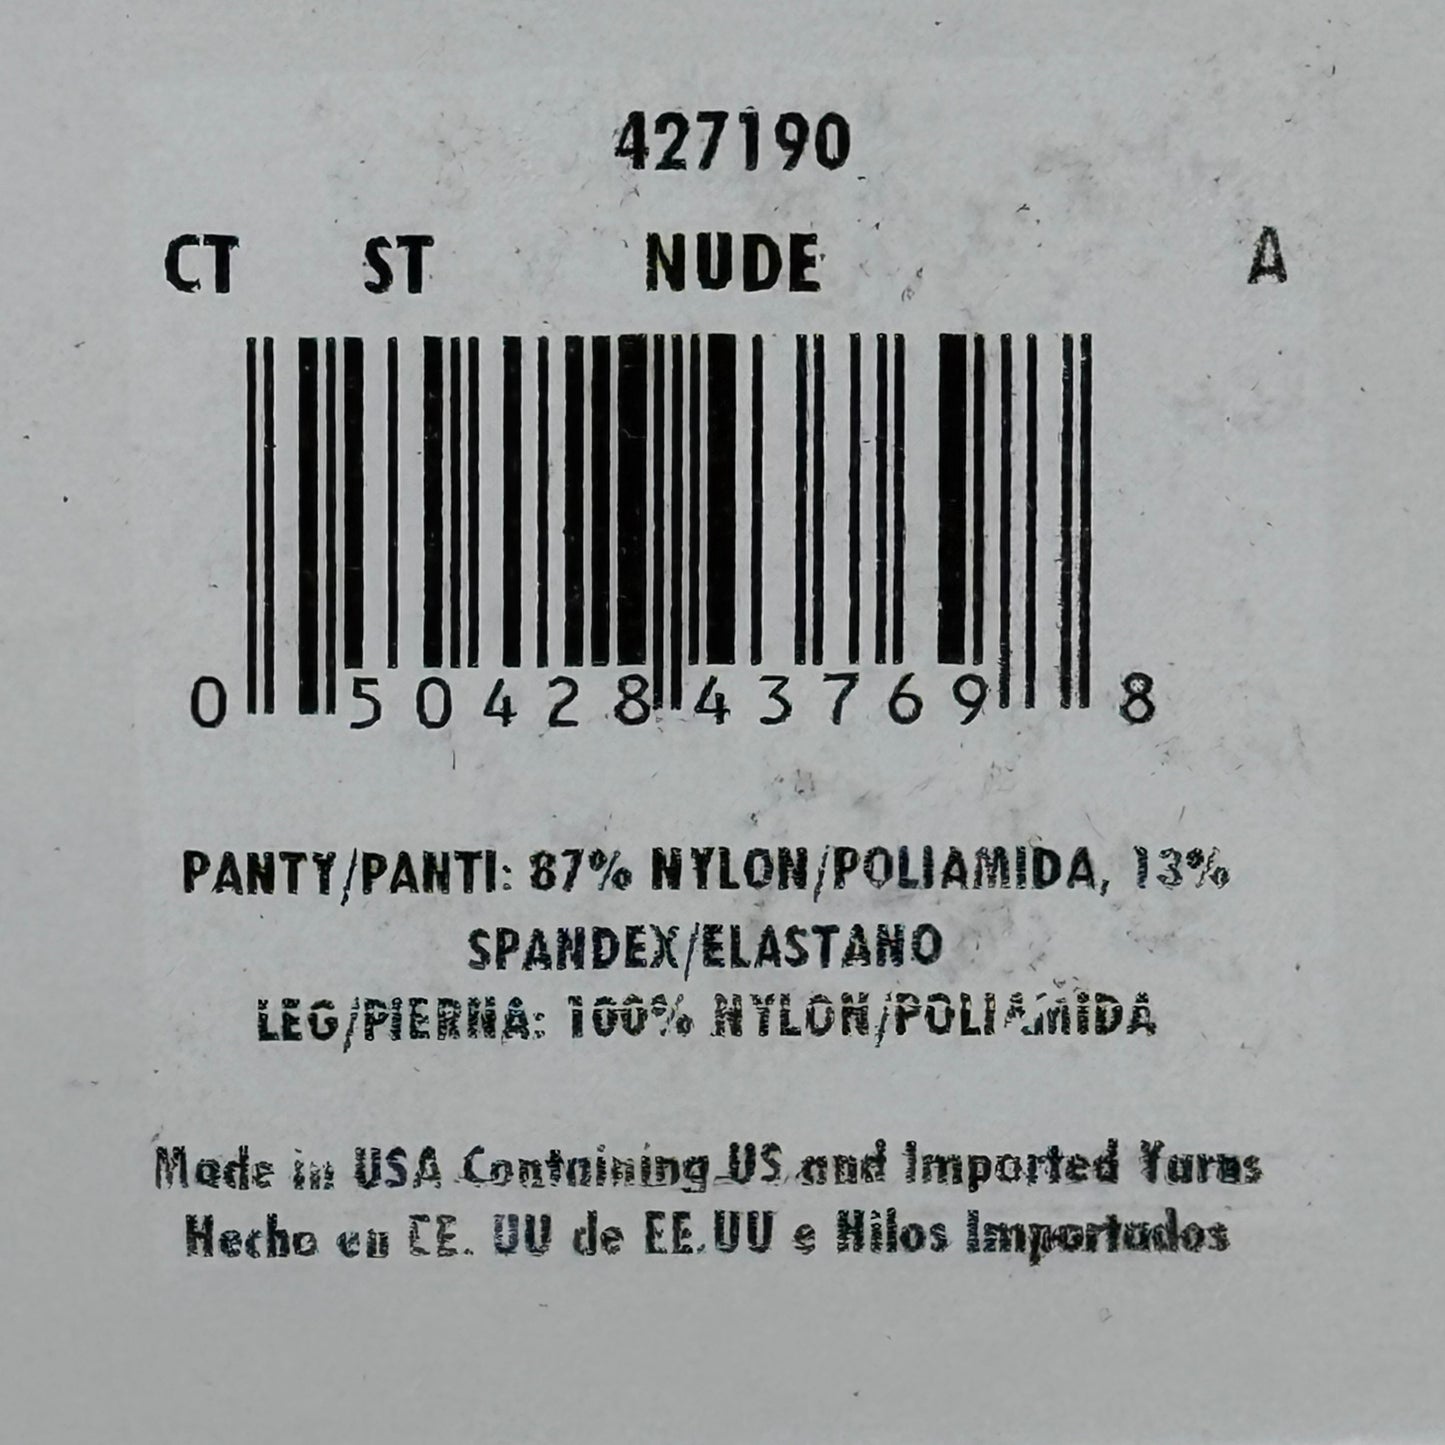 427190
CT ST NUDE A
0 50428 43769 8
PANTY/PANTI: 87% NYLON/POLIAMIDA, 13%
SPANDEX/ELASTANO
LEG/PIERNA: 100% NYLON/POLIAMIDA
Made in USA Containing US and Imported Yarns
Hecho en EE. UU de EE.UU e Hilos Importados